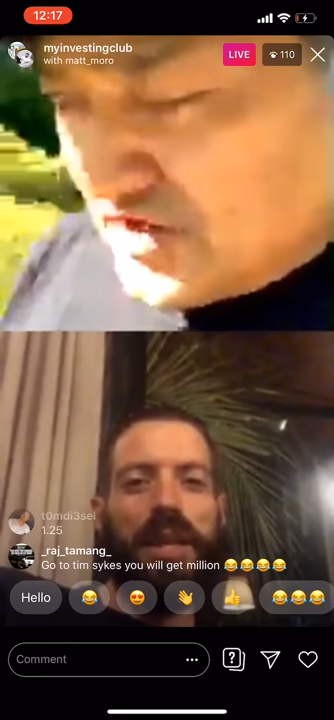 12:17
myinvestingclub
with matt_moro
LIVE
110
t0mdi3sel
1.25
_raj_tamang_
Go to tim sykes you will get million 😂😂😂😂
Hello 😂 😍 👋 👍 😂😂😂
Comment